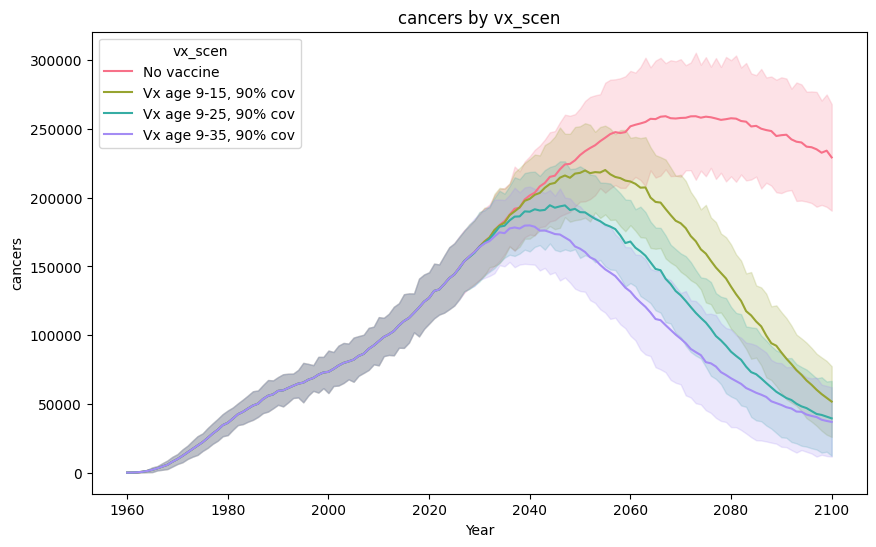 cancers by vx_scen
vx_scen
No vaccine
Vx age 9-15, 90% cov
Vx age 9-25, 90% cov
Vx age 9-35, 90% cov
cancers
300000
250000
200000
150000
100000
50000
0
1960 1980 2000 2020 2040 2060 2080 2100
Year